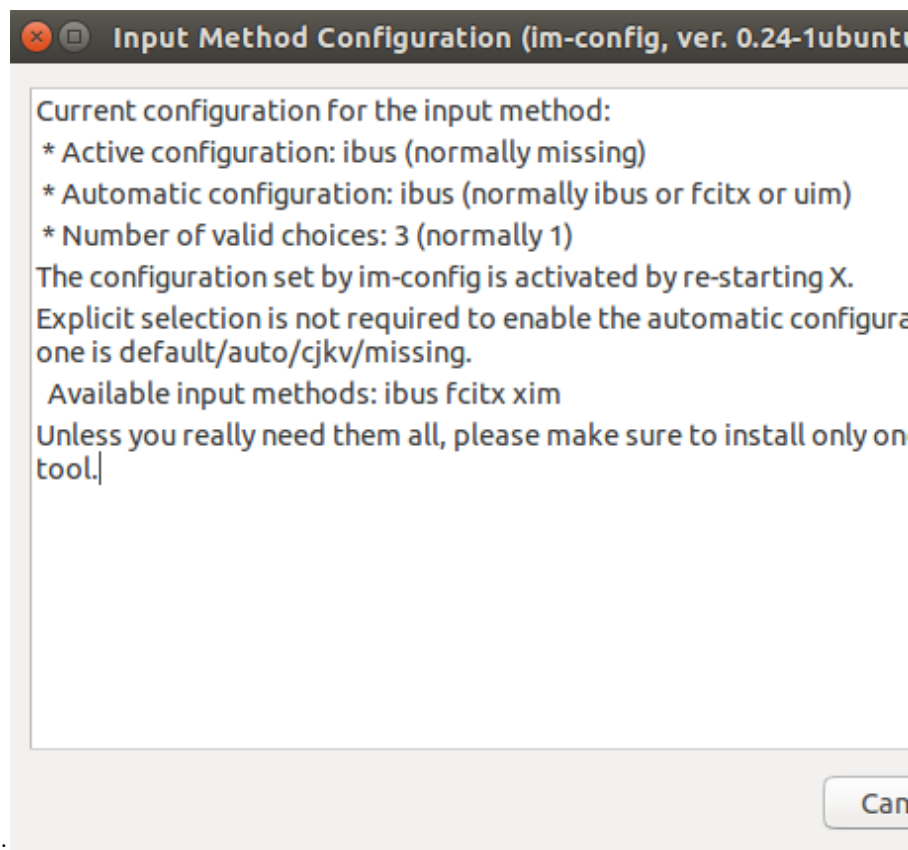 Input Method Configuration (im-config, ver. 0.24-1ubuntu
Current configuration for the input method:
* Active configuration: ibus (normally missing)
* Automatic configuration: ibus (normally ibus or fcitx or uim)
* Number of valid choices: 3 (normally 1)
The configuration set by im-config is activated by re-starting X.
Explicit selection is not required to enable the automatic configura
one is default/auto/cjkv/missing.
Available input methods: ibus fcitx xim
Unless you really need them all, please make sure to install only on
tool.
Can
.